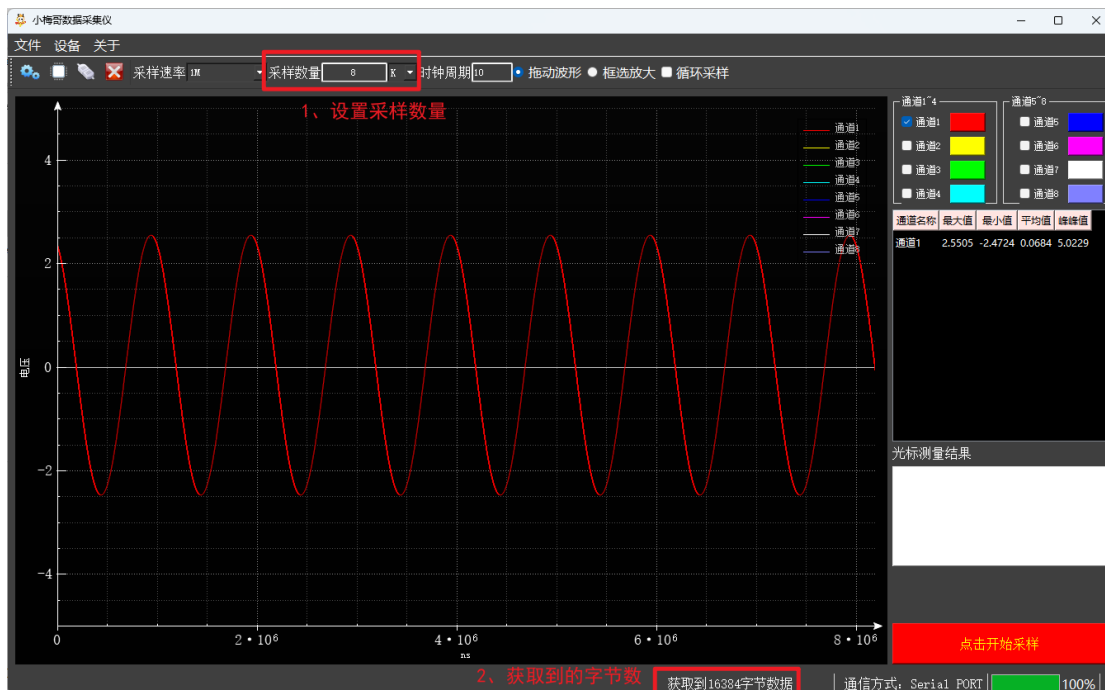 小梅哥数据采集仪
文件 设备 关于
采样速率 1M 采样数量 8 K 时钟周期 10 拖动波形 框选放大 循环采样
1、设置采样数量
通道1~4 通道5~8
通道1 通道5
通道2 通道6
通道3 通道7
通道4 通道8
通道1
通道2
通道3
通道4
通道5
通道6
通道7
通道8
通道名称 最大值 最小值 平均值 峰峰值
通道1 2.5505 -2.4724 0.0684 5.0229
4
2
0
−2
−4
电压
0 2·10⁶ 4·10⁶ 6·10⁶ 8·10⁶
ns
光标测量结果
点击开始采样
2、获取到的字节数
获取到16384字节数据 通信方式: Serial PORT 100%